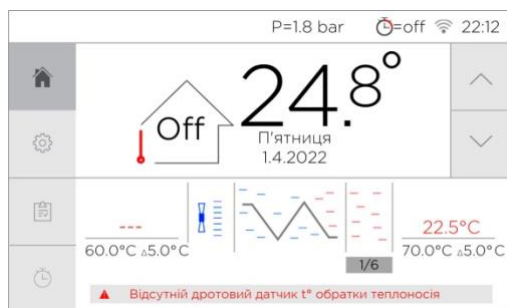 P=1.8 bar =off 22:12
24.8°
Off
П'ятниця
1.4.2022
--- 22.5°C
60.0°C ▵5.0°C 70.0°C ▵5.0°C
1/6
Відсутній дротовий датчик t° обратки теплоносія